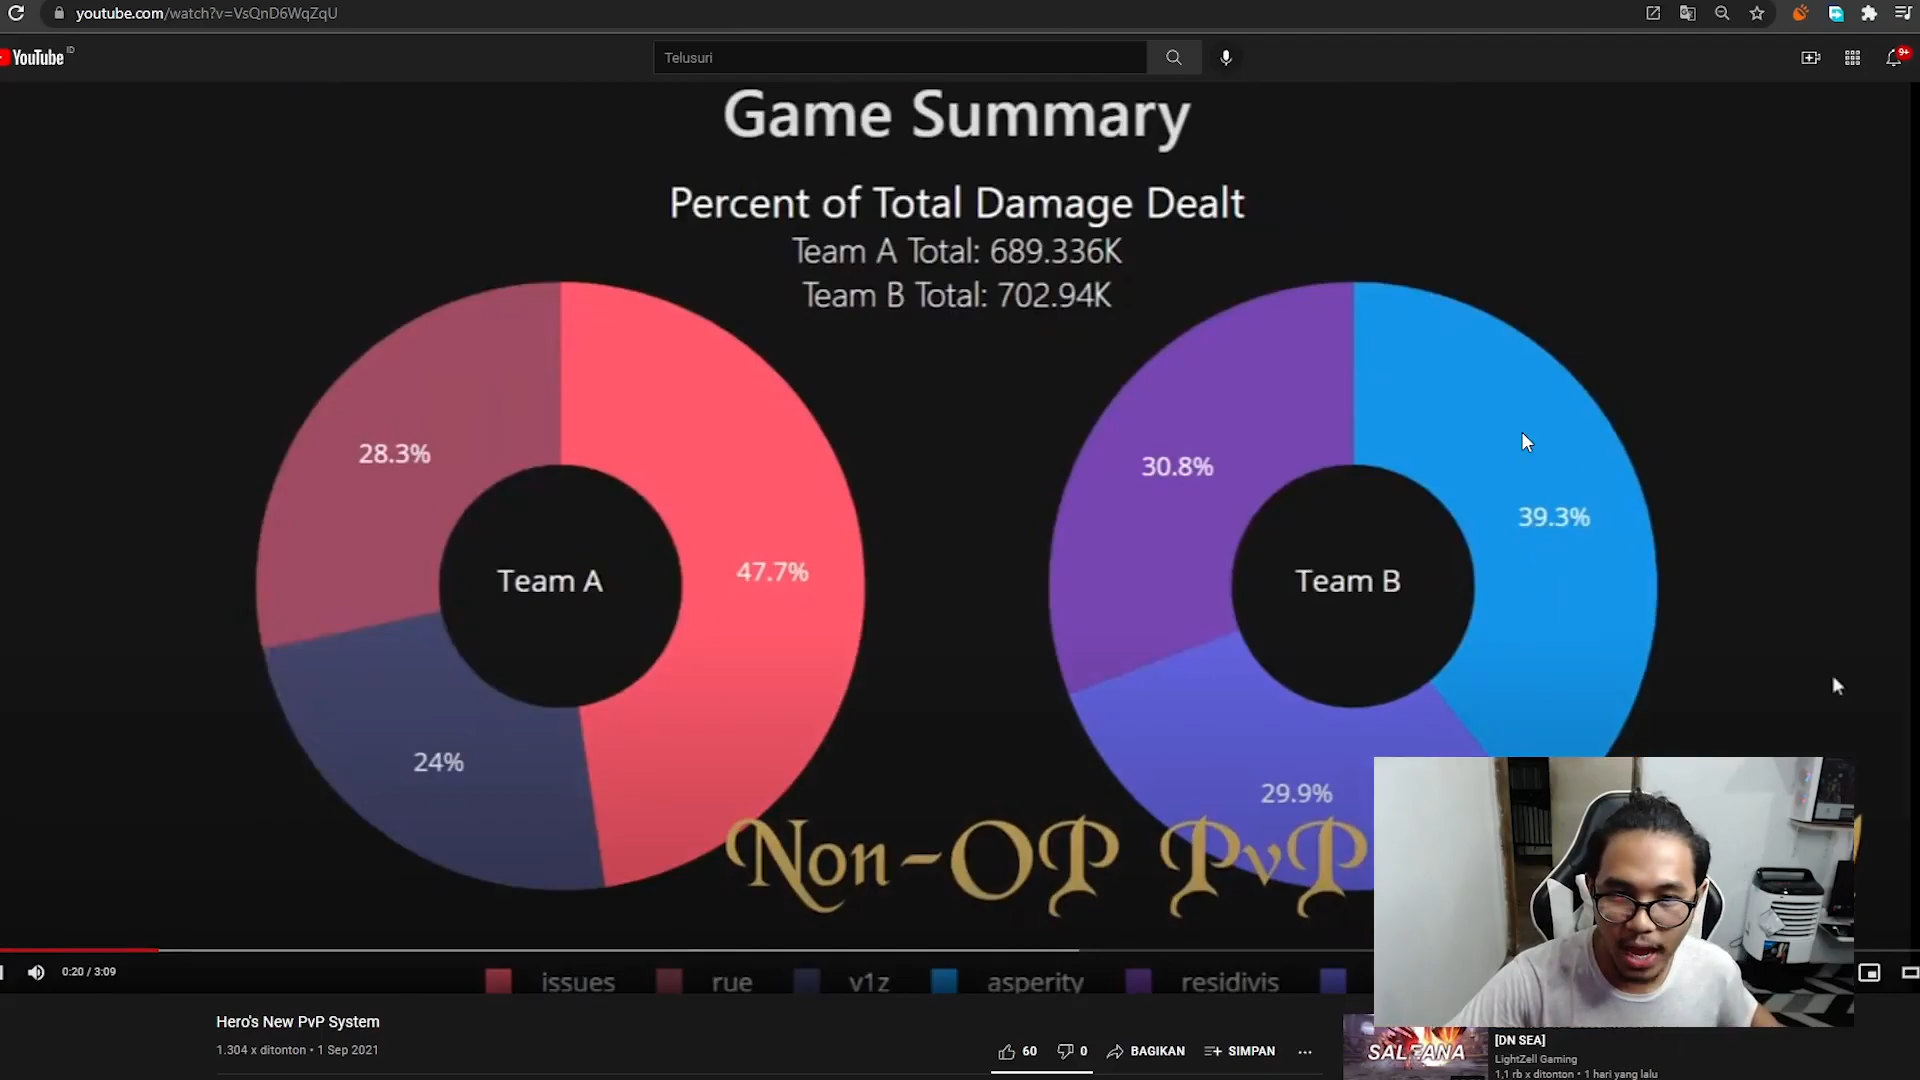 youtube.com/watch?v=VsQnD6WqZqU
YouTube ID
Telusuri
9+
Game Summary
Percent of Total Damage Dealt
Team A Total: 689.336K
Team B Total: 702.94K
28.3%
47.7%
24%
Team A
30.8%
39.3%
29.9%
Team B
Non-OP PvP
0:20 / 3:09
issues rue v1z asperity residivis
Hero's New PvP System
1.304 x ditonton • 1 Sep 2021
60
0
BAGIKAN
SIMPAN
SALEANA
[DN SEA]
LightZell Gaming
1,1 rb x ditonton • 1 hari yang lalu